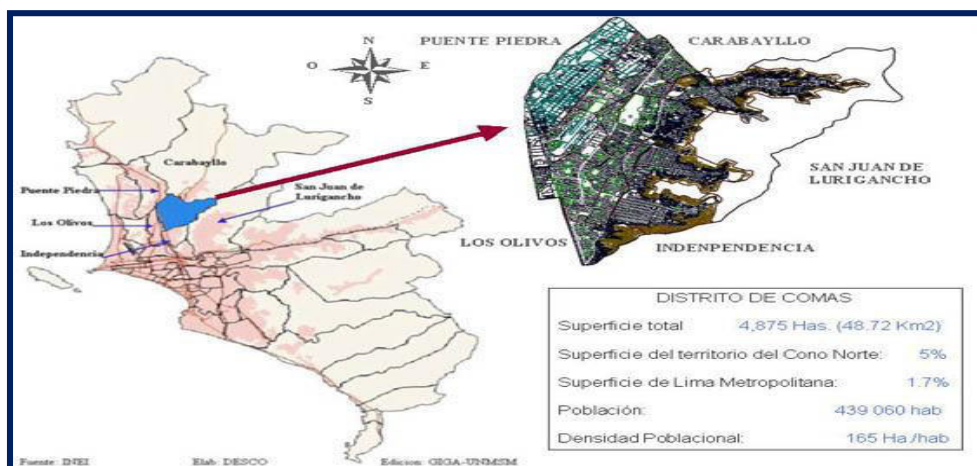 N
O E
S
PUENTE PIEDRA
CARABAYLLO
SAN JUAN DE
LURIGANCHO
LOS OLIVOS
INDENPENDENCIA
Carabayllo
Puente Piedra
San Juan de
Lurigancho
Los Olivos
Independencia
DISTRITO DE COMAS
Superficie total 4,875 Has. (48.72 Km2)
Superficie del territorio del Cono Norte: 5%
Superficie de Lima Metropolitana: 1.7%
Población: 439 060 hab
Densidad Poblacional: 165 Ha./hab
Fuente: INEI Elab: DESCO Edicion: GIGA-UNMSM